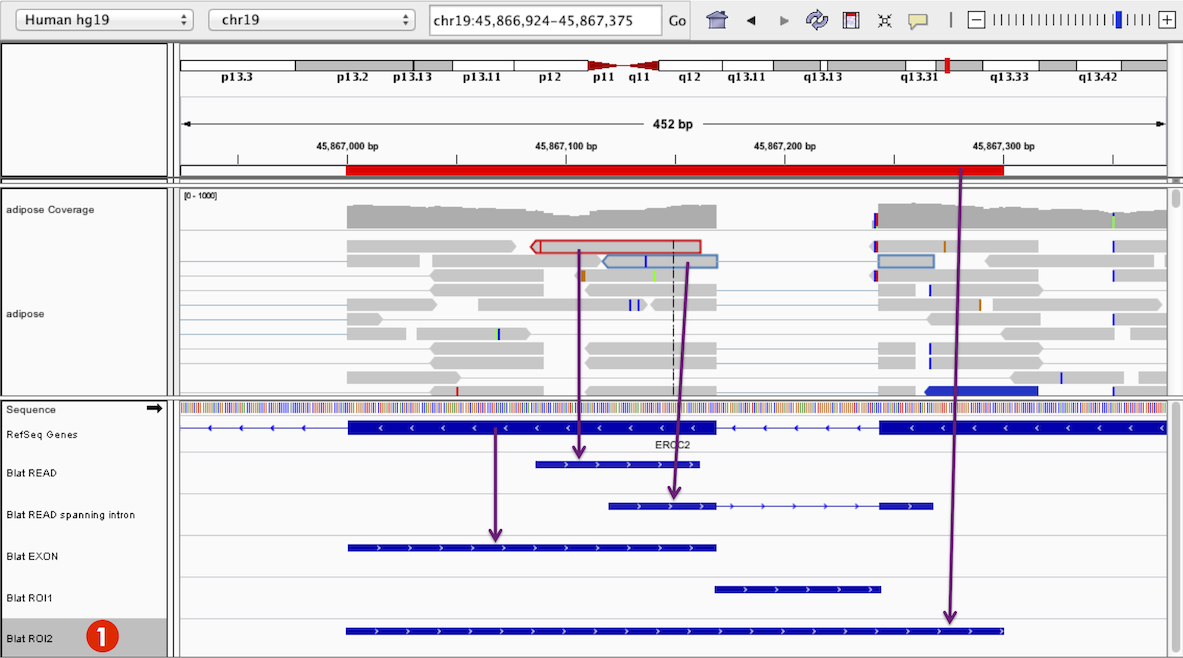 Human hg19 chr19 chr19:45,866,924-45,867,375 Go
p13.3 p13.2 p13.13 p13.11 p12 p11 q11 q12 q13.11 q13.13 q13.31 q13.33 q13.42
452 bp
45,867,000 bp 45,867,100 bp 45,867,200 bp 45,867,300 bp
[0 - 1000]
adipose Coverage
adipose
Sequence
RefSeq Genes
ERCC2
Blat READ
Blat READ spanning intron
Blat EXON
Blat ROI1
Blat ROI2 1